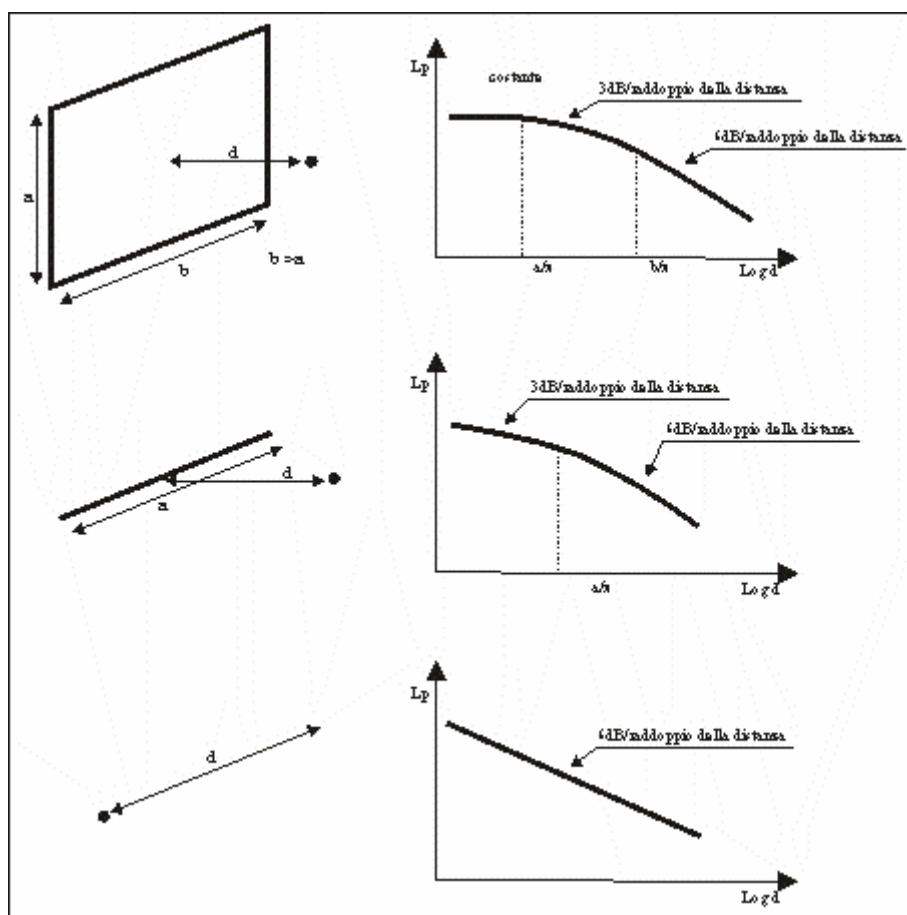 Lp
costante
3dB/raddoppio della distanza
6dB/raddoppio della distanza
d
a
b
b >a
a/π
b/π
Log d
Lp
3dB/raddoppio della distanza
6dB/raddoppio della distanza
d
a
a/π
Log d
Lp
6dB/raddoppio della distanza
d
Log d